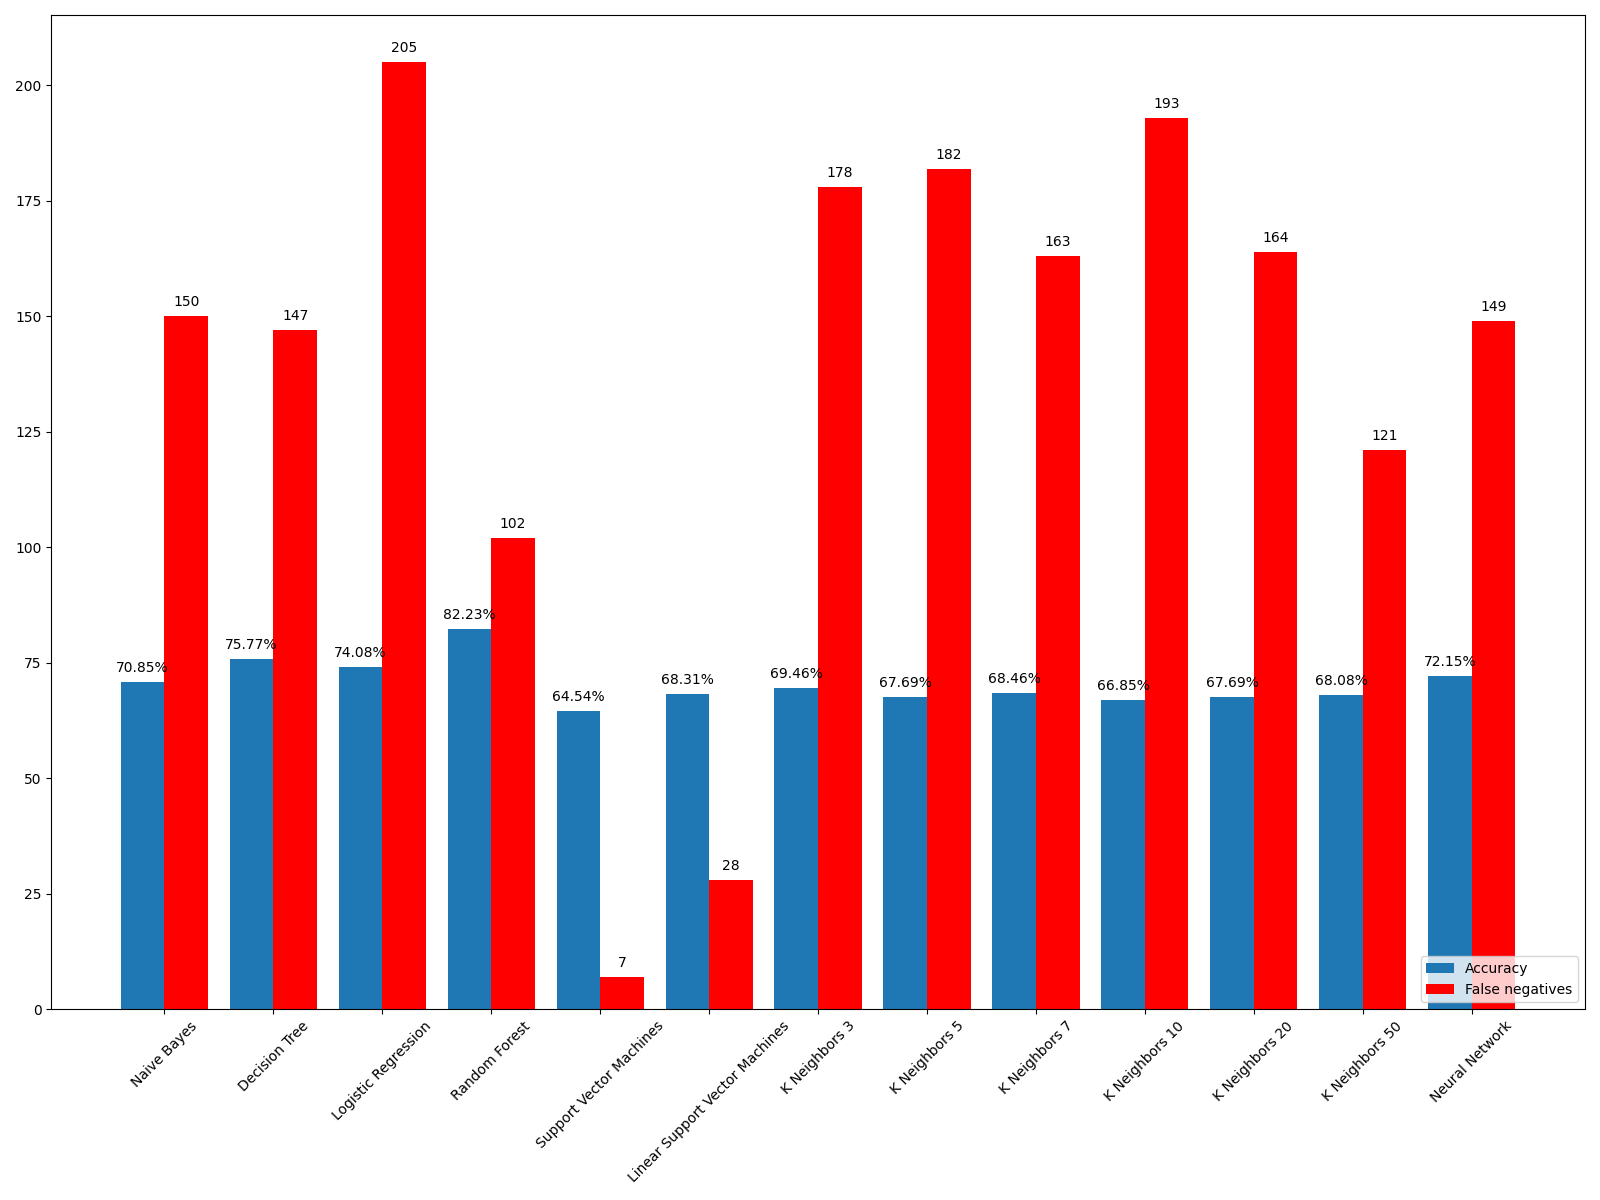 205
200
193
182
178
175
163
164
150
147
150
149
125
121
102
100
82.23%
75.77%
74.08%
72.15%
70.85%
75
69.46%
68.31%
68.46%
67.69%
66.85%
67.69%
68.08%
64.54%
50
28
25
7
Accuracy
False negatives
0
Naive Bayes
Decision Tree
Logistic Regression
Random Forest
Support Vector Machines
Linear Support Vector Machines
K Neighbors 3
K Neighbors 5
K Neighbors 7
K Neighbors 10
K Neighbors 20
K Neighbors 50
Neural Network